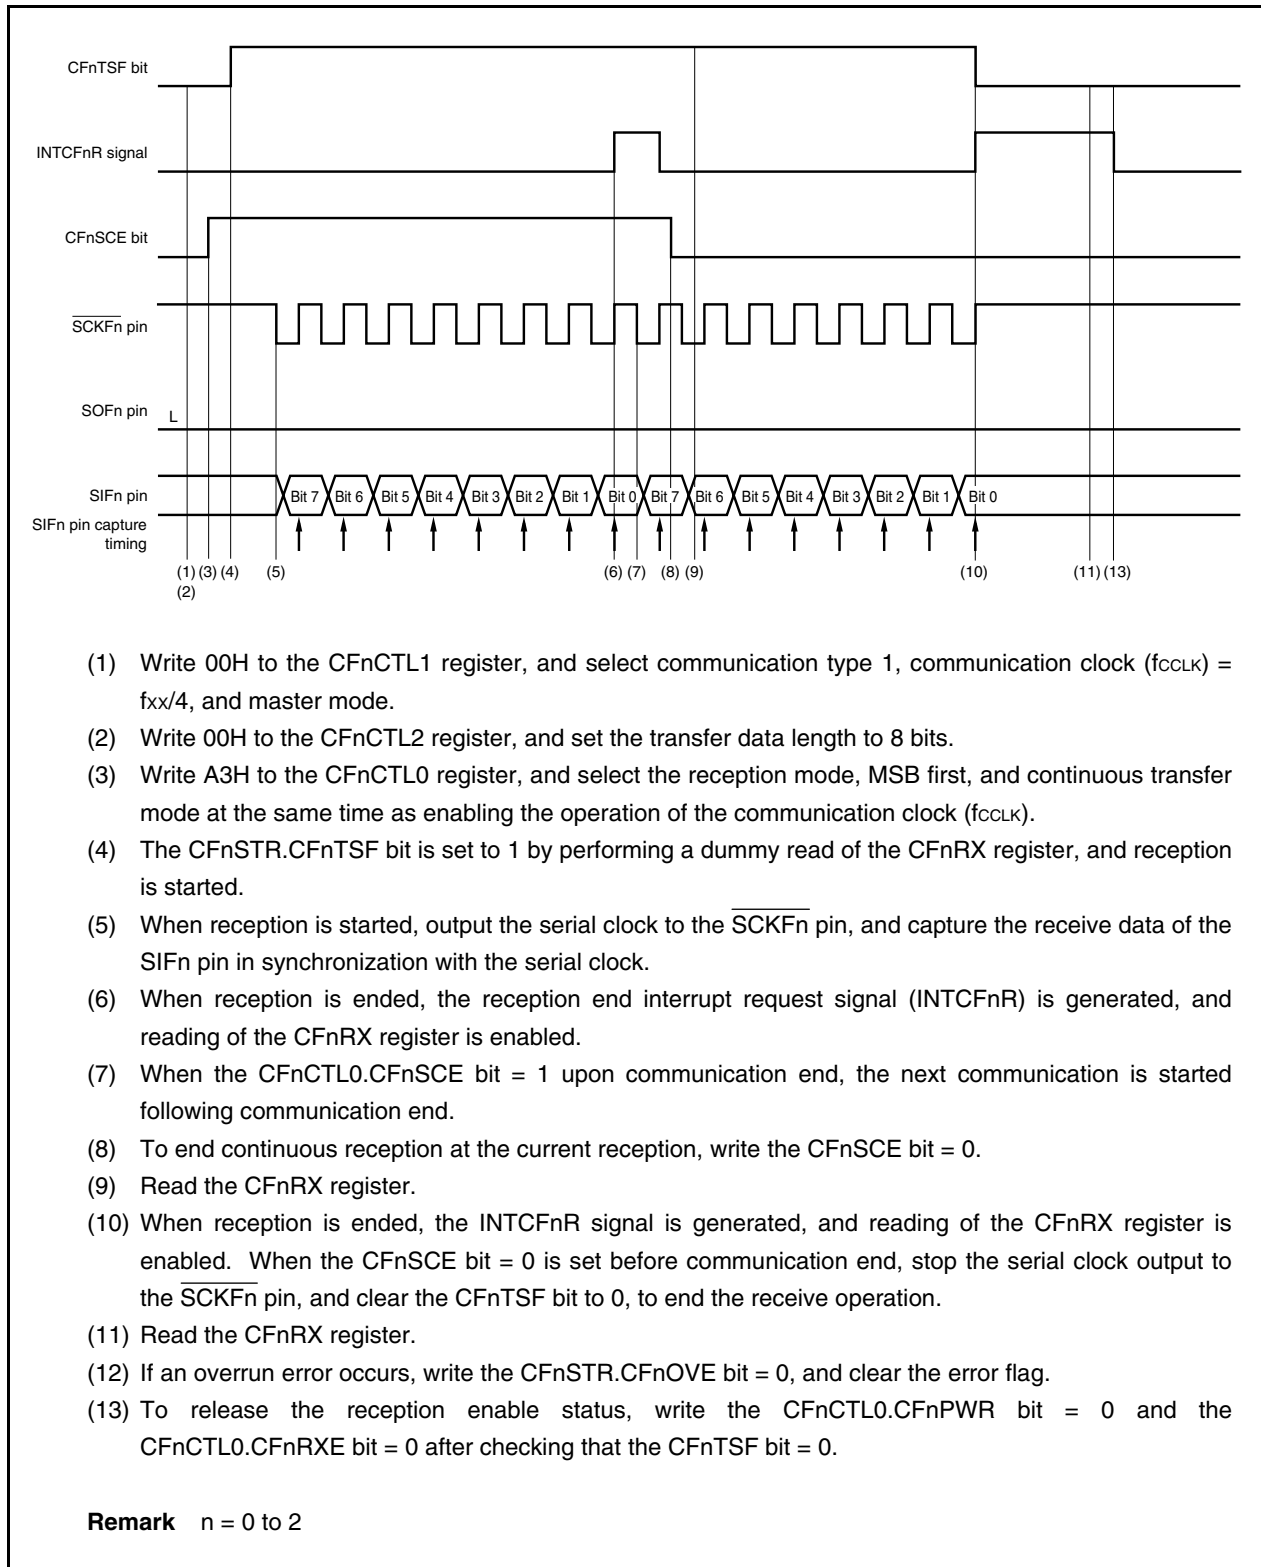 CFnTSF bit
INTCFnR signal
CFnSCE bit
SCKFn pin
SOFn pin L
SIFn pin Bit 7 Bit 6 Bit 5 Bit 4 Bit 3 Bit 2 Bit 1 Bit 0 Bit 7 Bit 6 Bit 5 Bit 4 Bit 3 Bit 2 Bit 1 Bit 0
SIFn pin capture
timing
(1) (3) (4) (5) (6) (7) (8) (9) (10) (11) (13)
(2)
(1) Write 00H to the CFnCTL1 register, and select communication type 1, communication clock (fCCLK) =
fxx/4, and master mode.
(2) Write 00H to the CFnCTL2 register, and set the transfer data length to 8 bits.
(3) Write A3H to the CFnCTL0 register, and select the reception mode, MSB first, and continuous transfer
mode at the same time as enabling the operation of the communication clock (fCCLK).
(4) The CFnSTR.CFnTSF bit is set to 1 by performing a dummy read of the CFnRX register, and reception
is started.
(5) When reception is started, output the serial clock to the SCKFn pin, and capture the receive data of the
SIFn pin in synchronization with the serial clock.
(6) When reception is ended, the reception end interrupt request signal (INTCFnR) is generated, and
reading of the CFnRX register is enabled.
(7) When the CFnCTL0.CFnSCE bit = 1 upon communication end, the next communication is started
following communication end.
(8) To end continuous reception at the current reception, write the CFnSCE bit = 0.
(9) Read the CFnRX register.
(10) When reception is ended, the INTCFnR signal is generated, and reading of the CFnRX register is
enabled. When the CFnSCE bit = 0 is set before communication end, stop the serial clock output to
the SCKFn pin, and clear the CFnTSF bit to 0, to end the receive operation.
(11) Read the CFnRX register.
(12) If an overrun error occurs, write the CFnSTR.CFnOVE bit = 0, and clear the error flag.
(13) To release the reception enable status, write the CFnCTL0.CFnPWR bit = 0 and the
CFnCTL0.CFnRXE bit = 0 after checking that the CFnTSF bit = 0.
Remark n = 0 to 2